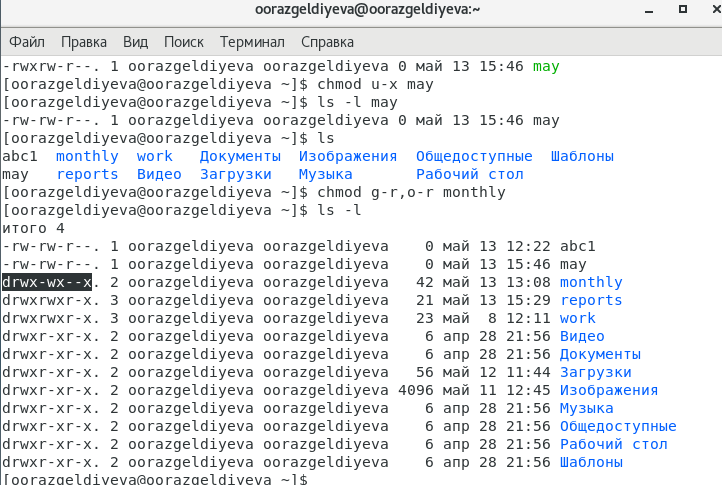 oorazgeldiyeva@oorazgeldiyeva:~
Файл Правка Вид Поиск Терминал Справка
-rwxrw-r--. 1 oorazgeldiyeva oorazgeldiyeva 0 май 13 15:46 may
[oorazgeldiyeva@oorazgeldiyeva ~]$ chmod u-x may
[oorazgeldiyeva@oorazgeldiyeva ~]$ ls -l may
-rw-rw-r--. 1 oorazgeldiyeva oorazgeldiyeva 0 май 13 15:46 may
[oorazgeldiyeva@oorazgeldiyeva ~]$ ls
abc1  monthly  work   Документы  Изображения  Общедоступные  Шаблоны
may   reports  Видео  Загрузки   Музыка       Рабочий стол
[oorazgeldiyeva@oorazgeldiyeva ~]$ chmod g-r,o-r monthly
[oorazgeldiyeva@oorazgeldiyeva ~]$ ls -l
итого 4
-rw-rw-r--. 1 oorazgeldiyeva oorazgeldiyeva    0 май 13 12:22 abc1
-rw-rw-r--. 1 oorazgeldiyeva oorazgeldiyeva    0 май 13 15:46 may
drwx-wx--x. 2 oorazgeldiyeva oorazgeldiyeva   42 май 13 13:08 monthly
drwxrwxr-x. 3 oorazgeldiyeva oorazgeldiyeva   21 май 13 15:29 reports
drwxrwxr-x. 3 oorazgeldiyeva oorazgeldiyeva   23 май  8 12:11 work
drwxr-xr-x. 2 oorazgeldiyeva oorazgeldiyeva    6 апр 28 21:56 Видео
drwxr-xr-x. 2 oorazgeldiyeva oorazgeldiyeva    6 апр 28 21:56 Документы
drwxr-xr-x. 2 oorazgeldiyeva oorazgeldiyeva   56 май 12 11:44 Загрузки
drwxr-xr-x. 2 oorazgeldiyeva oorazgeldiyeva 4096 май 11 12:45 Изображения
drwxr-xr-x. 2 oorazgeldiyeva oorazgeldiyeva    6 апр 28 21:56 Музыка
drwxr-xr-x. 2 oorazgeldiyeva oorazgeldiyeva    6 апр 28 21:56 Общедоступные
drwxr-xr-x. 2 oorazgeldiyeva oorazgeldiyeva    6 апр 28 21:56 Рабочий стол
drwxr-xr-x. 2 oorazgeldiyeva oorazgeldiyeva    6 апр 28 21:56 Шаблоны
[oorazgeldiyeva@oorazgeldiyeva ~]$